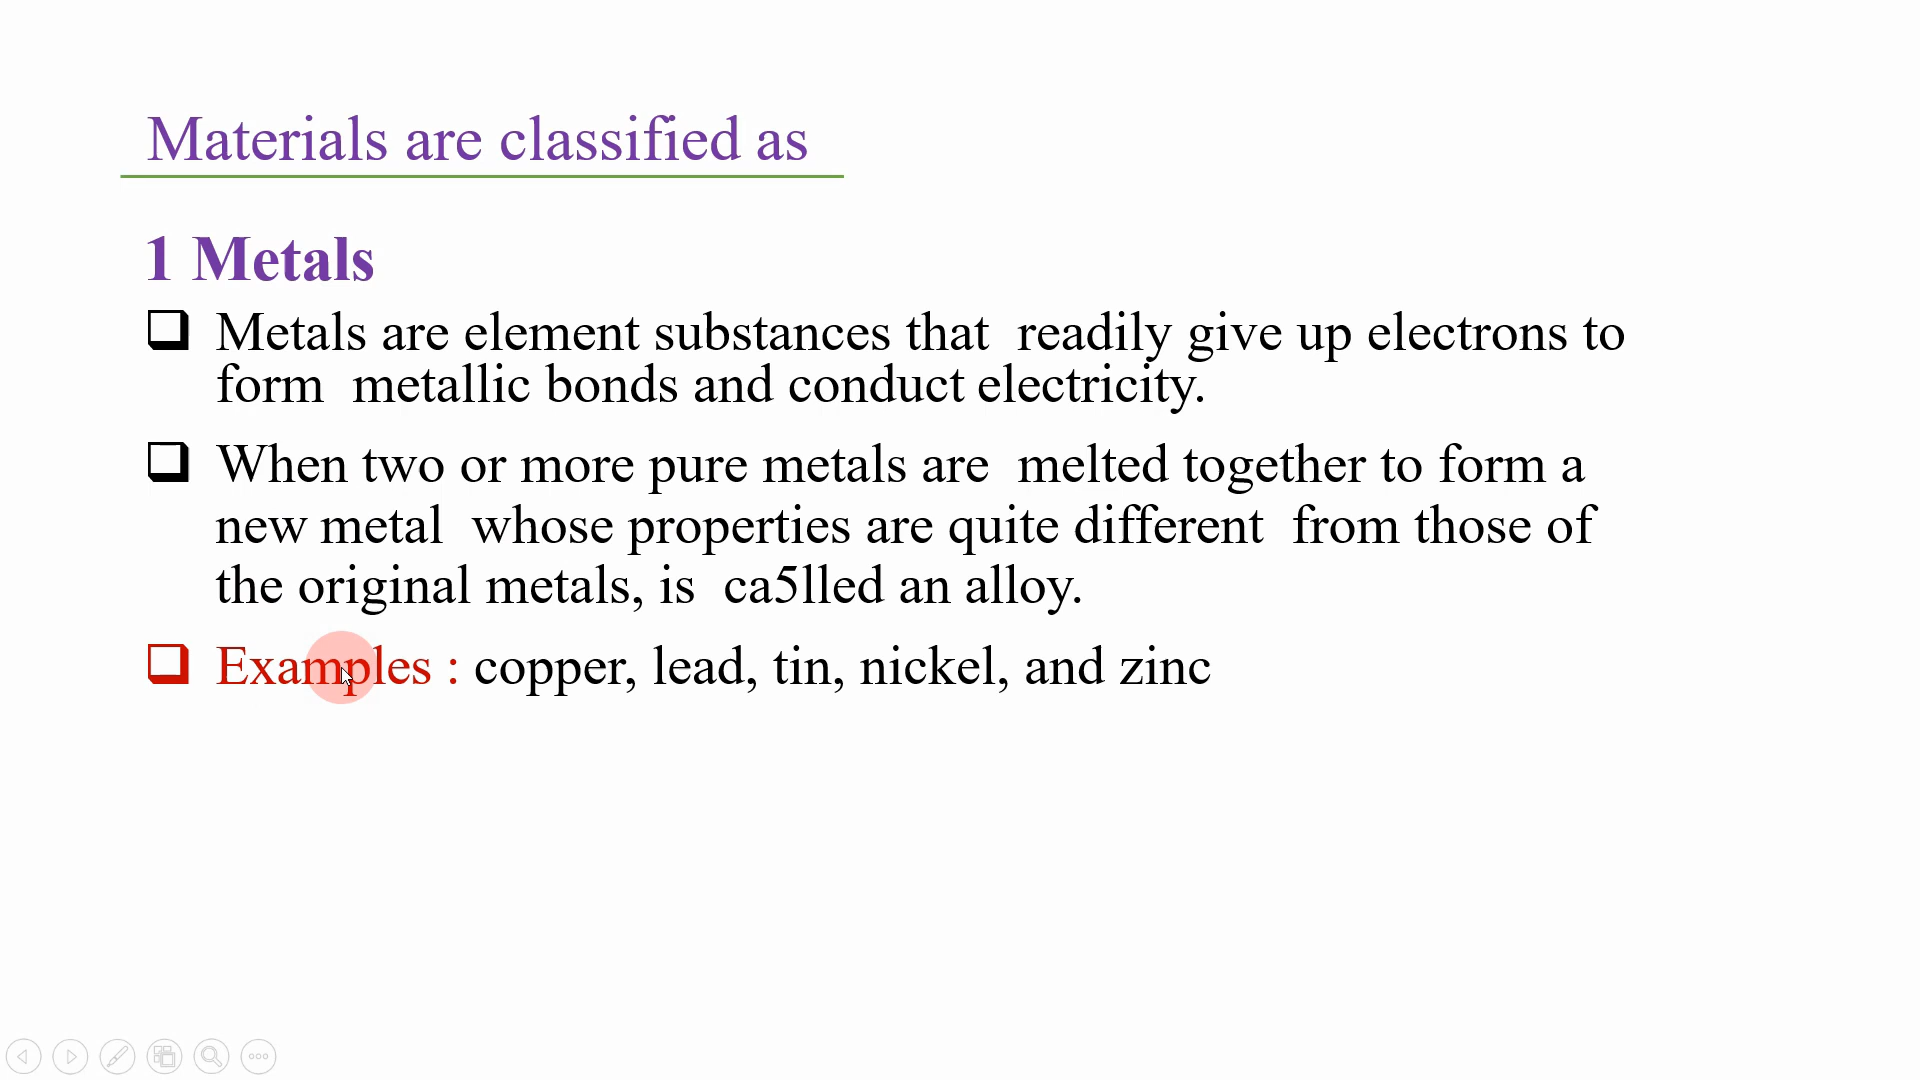 Materials are classified as
1 Metals
Metals are element substances that readily give up electrons to
form metallic bonds and conduct electricity.
When two or more pure metals are melted together to form a
new metal whose properties are quite different from those of
the original metals, is ca5lled an alloy.
Examples : copper, lead, tin, nickel, and zinc